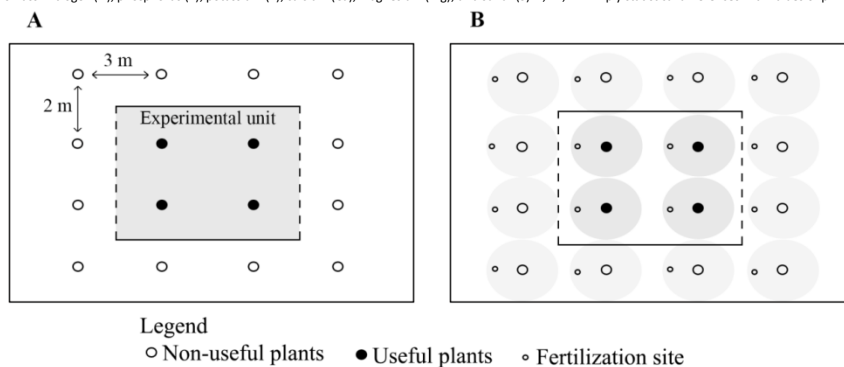 A
B
3 m
2 m
Experimental unit
Legend
Non-useful plants
Useful plants
Fertilization site